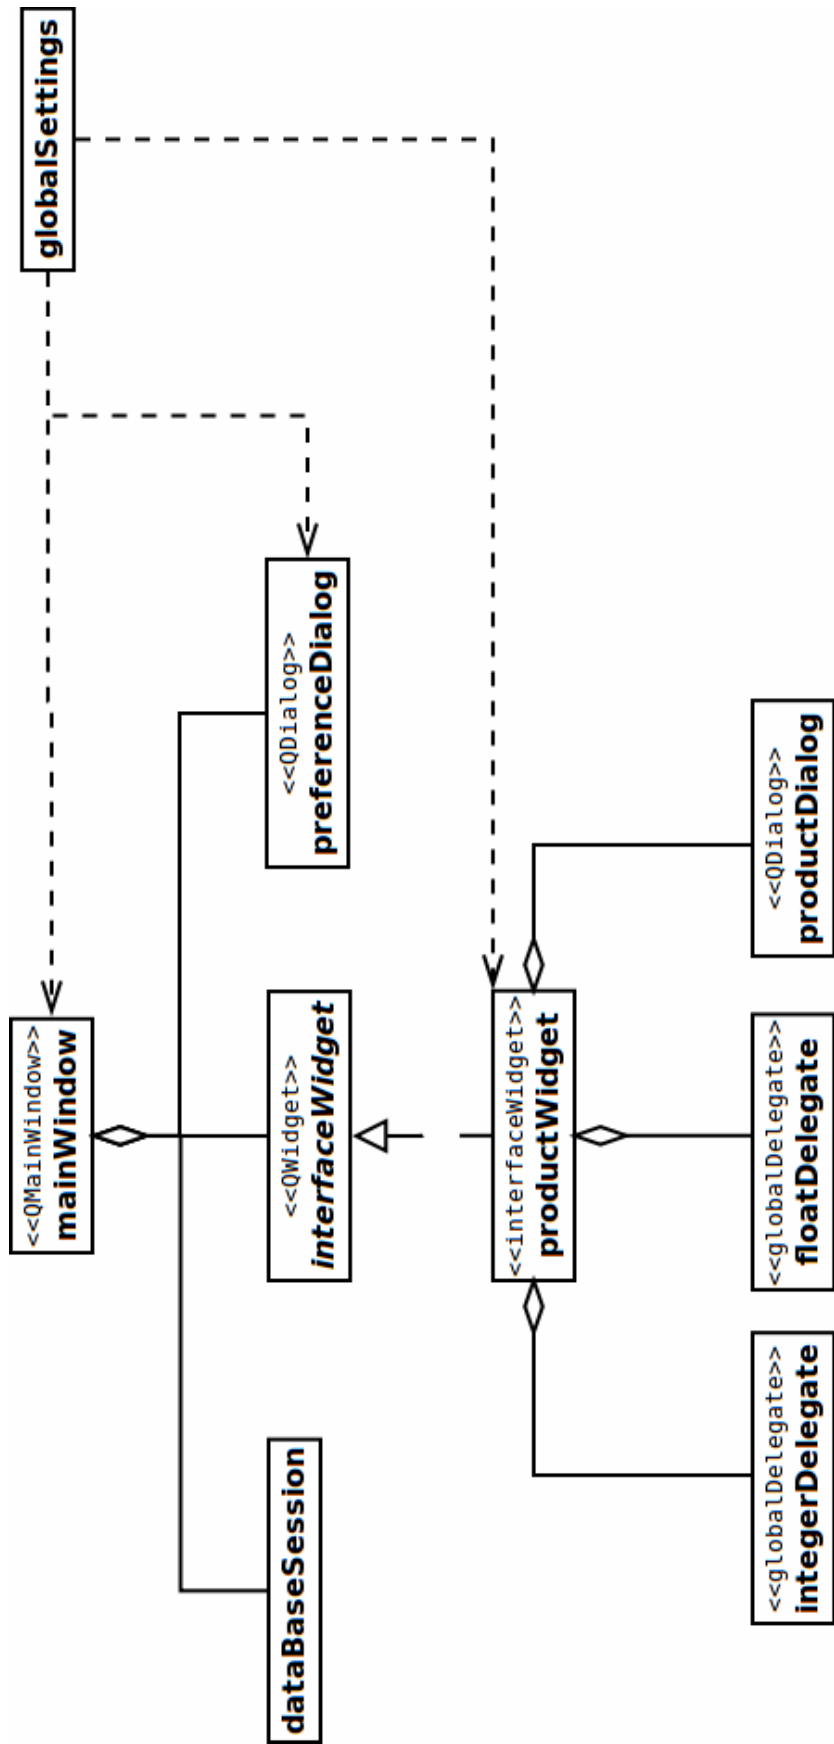 <<QMainWindow>>
mainWindow
globalSettings
dataBaseSession
<<QWidget>>
interfaceWidget
<<QDialog>>
preferenceDialog
<<interfaceWidget>>
productWidget
<<globalDelegate>>
integerDelegate
<<globalDelegate>>
floatDelegate
<<QDialog>>
productDialog